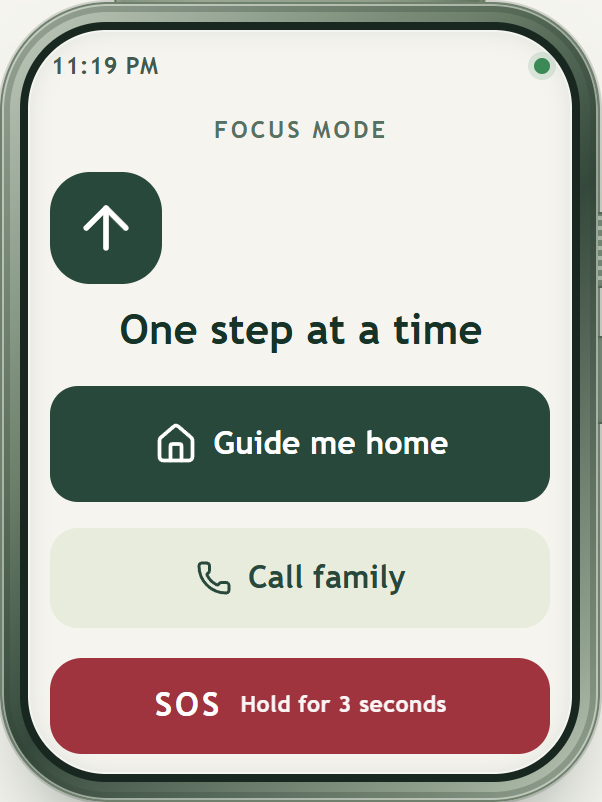 11:19 PM
FOCUS MODE
One step at a time
Guide me home
Call family
SOS Hold for 3 seconds